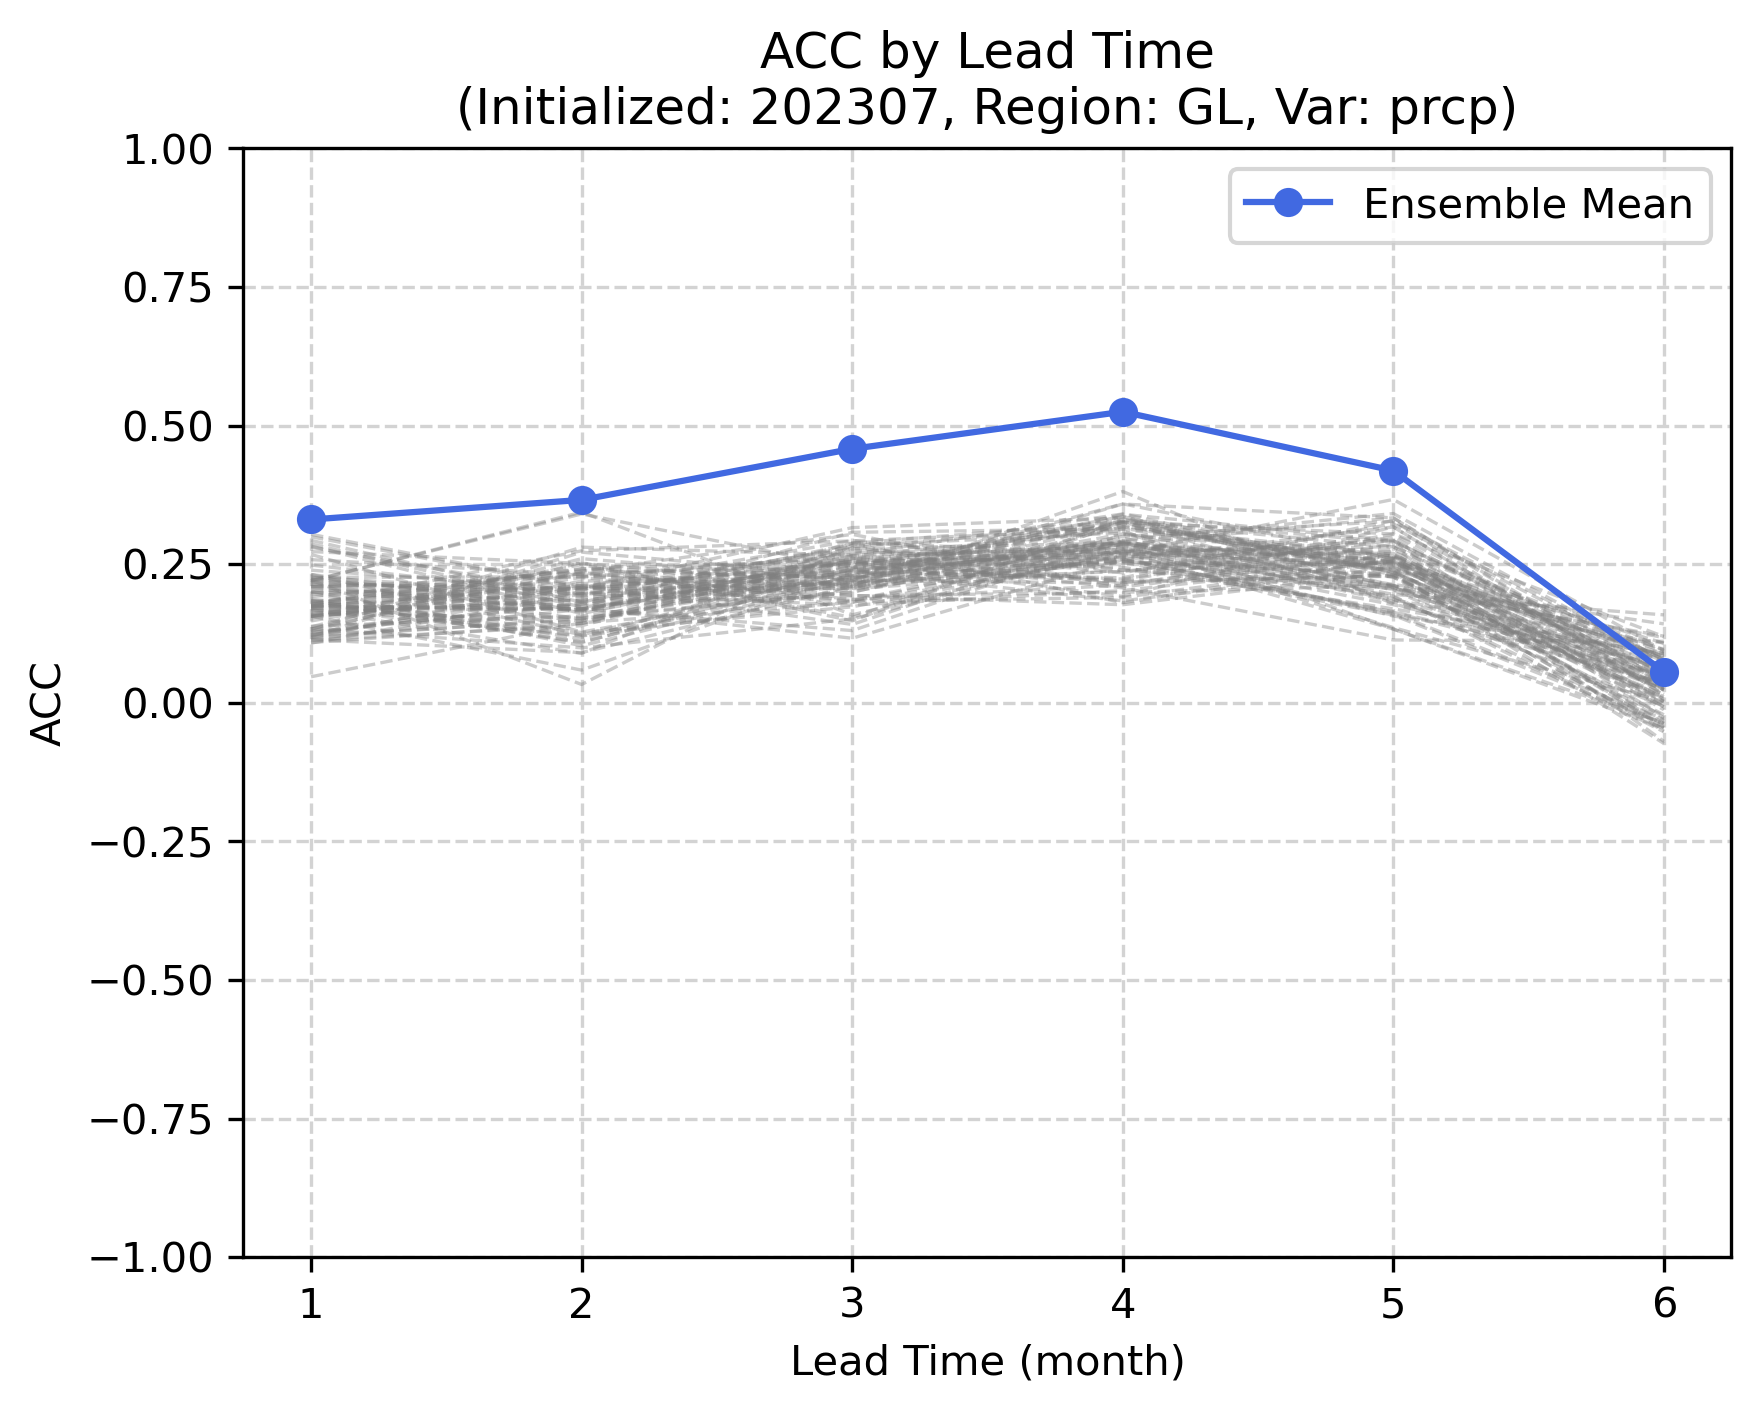 ACC by Lead Time
(Initialized: 202307, Region: GL, Var: prcp)
Ensemble Mean
1.00
0.75
0.50
0.25
0.00
−0.25
−0.50
−0.75
−1.00
ACC
1 2 3 4 5 6
Lead Time (month)